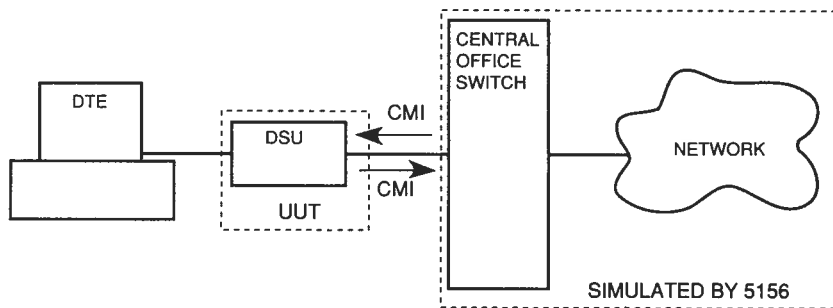 CENTRAL
OFFICE
SWITCH
DTE
CMI
DSU
NETWORK
CMI
UUT
SIMULATED BY 5156